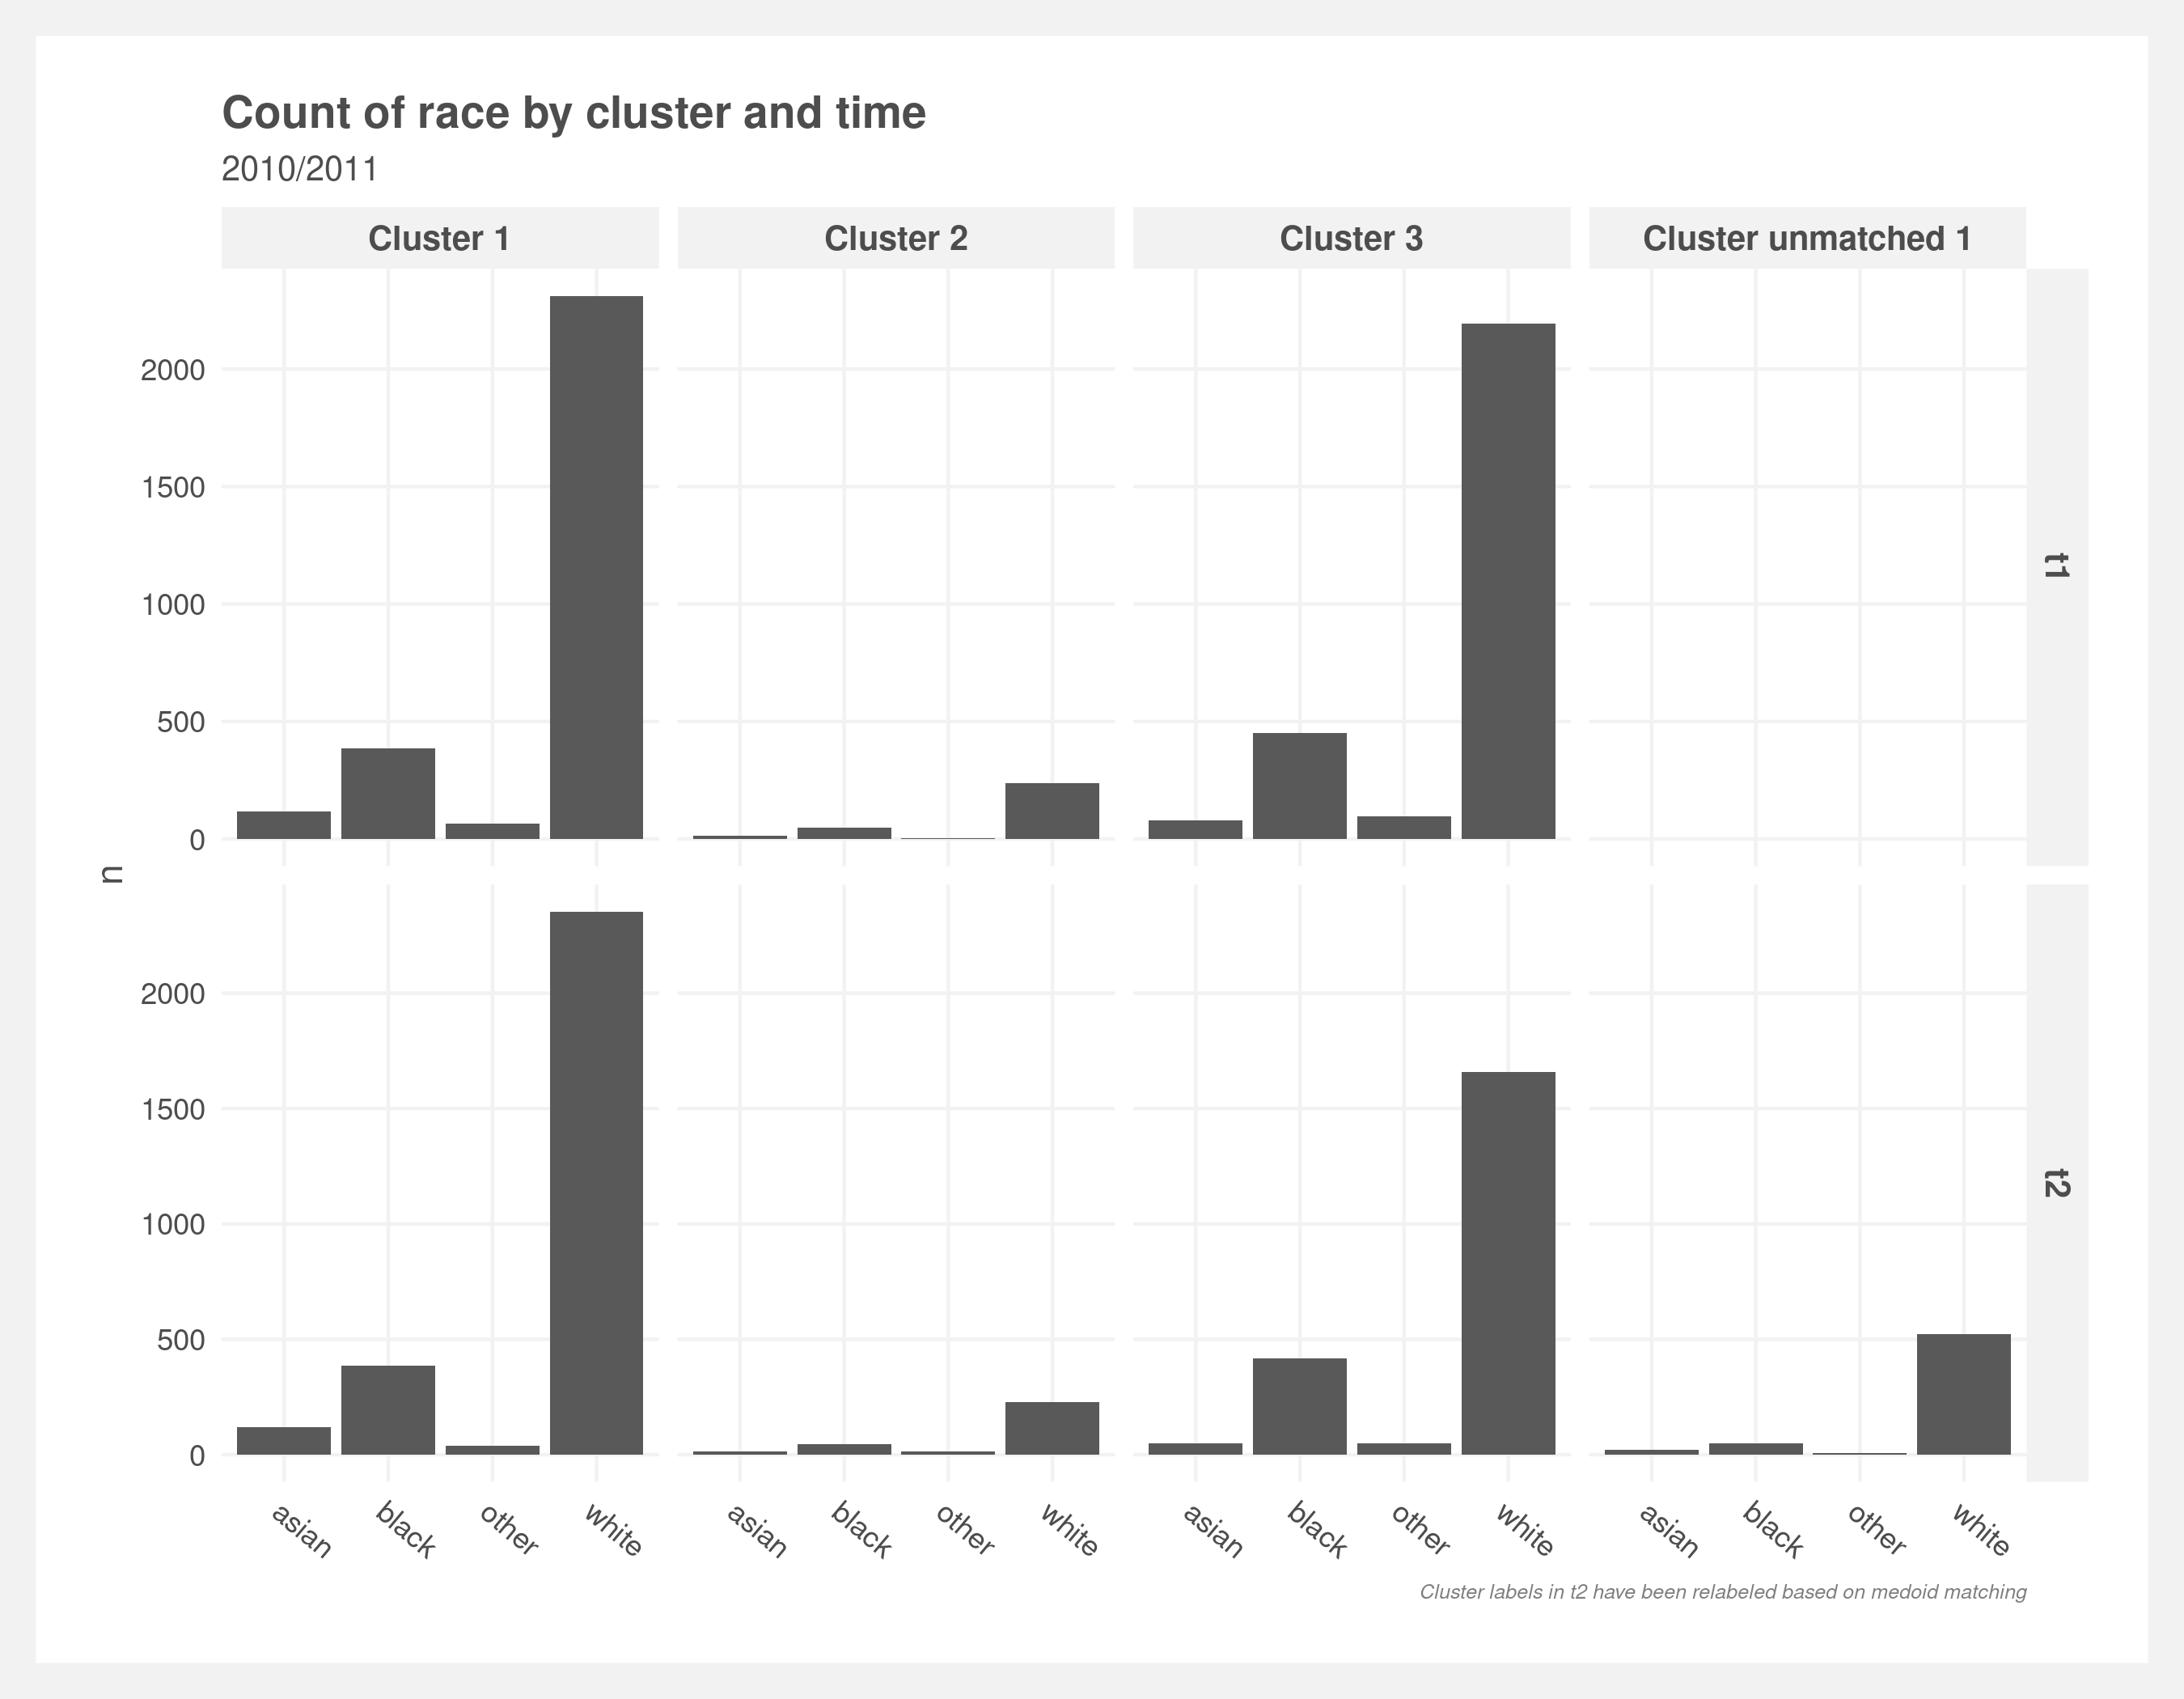 Count of race by cluster and time
2010/2011
Cluster 1
Cluster 2
Cluster 3
Cluster unmatched 1
2000
1500
1000
500
0
t1
n
2000
1500
1000
500
0
t2
asian
black
other
white
asian
black
other
white
asian
black
other
white
asian
black
other
white
Cluster labels in t2 have been relabeled based on medoid matching